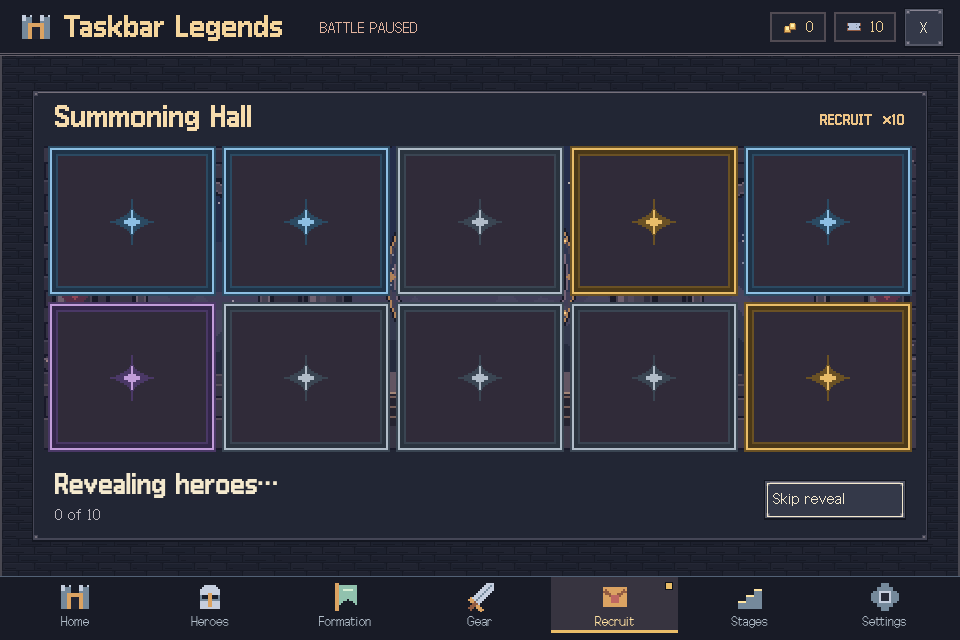 Taskbar Legends
BATTLE PAUSED
0
10
X
Summoning Hall
RECRUIT ×10
Revealing heroes...
0 of 10
Skip reveal
Home
Heroes
Formation
Gear
Recruit
Stages
Settings